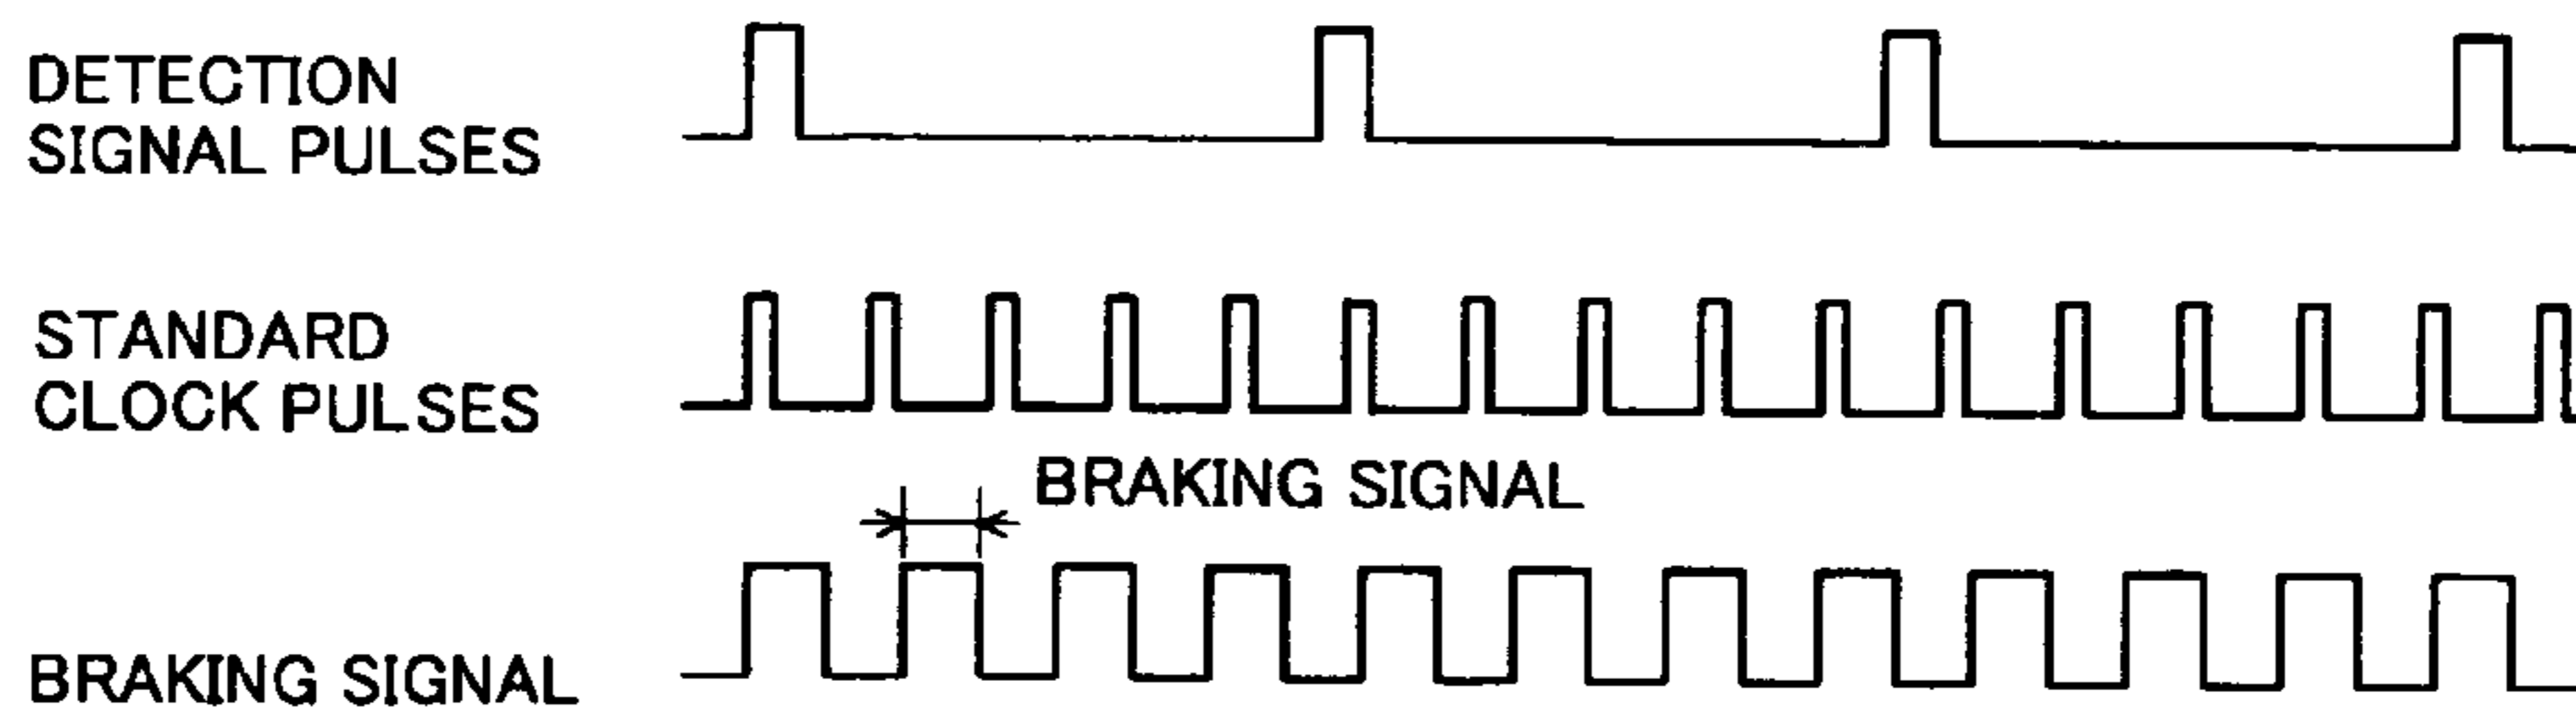 DETECTION
SIGNAL PULSES
STANDARD
CLOCK PULSES
BRAKING SIGNAL
BRAKING SIGNAL